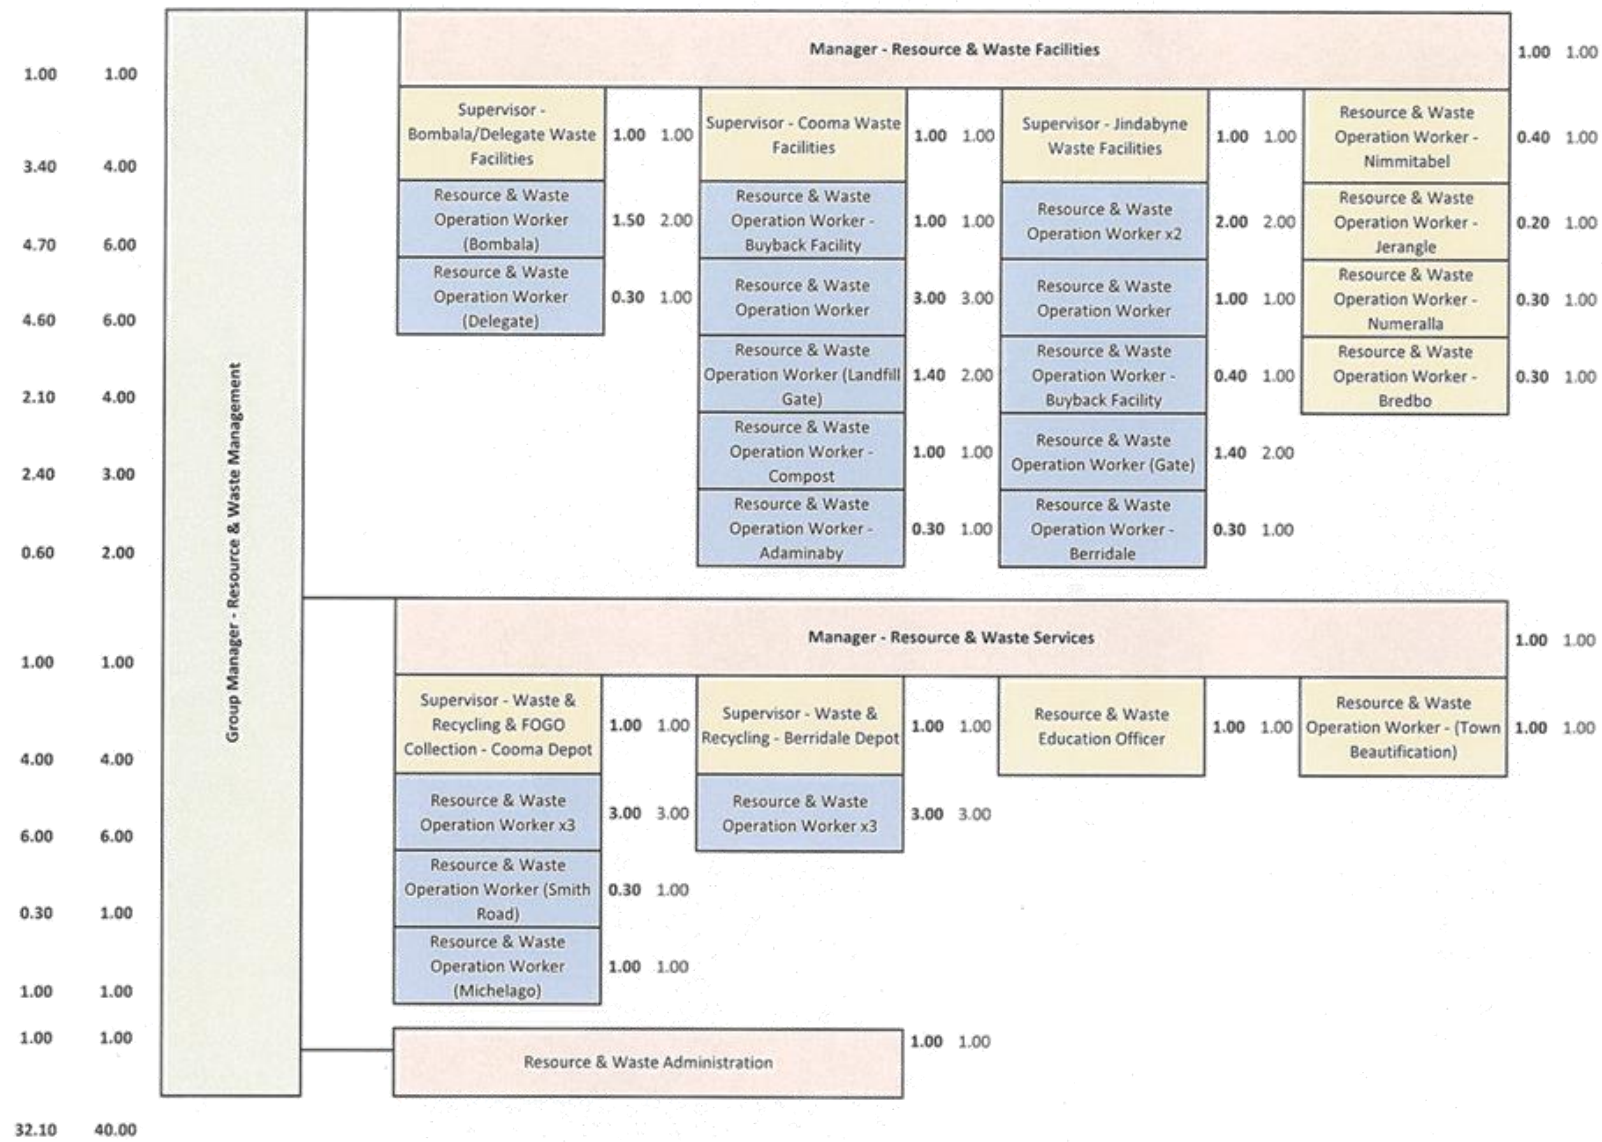 Manager - Resource & Waste Facilities
1.00 1.00
1.00 1.00
Supervisor -
Bombala/Delegate Waste
Facilities
1.00 1.00
Supervisor - Cooma Waste
Facilities
1.00 1.00
Supervisor - Jindabyne
Waste Facilities
1.00 1.00
Resource & Waste
Operation Worker -
Nimmitabel
0.40 1.00
3.40 4.00
Resource & Waste
Operation Worker
(Bombala)
1.50 2.00
Resource & Waste
Operation Worker -
Buyback Facility
1.00 1.00
Resource & Waste
Operation Worker x2
2.00 2.00
Resource & Waste
Operation Worker -
Jerangle
0.20 1.00
4.70 6.00
Resource & Waste
Operation Worker
(Delegate)
0.30 1.00
Resource & Waste
Operation Worker
3.00 3.00
Resource & Waste
Operation Worker
1.00 1.00
Resource & Waste
Operation Worker -
Numeralla
0.30 1.00
4.60 6.00
Resource & Waste
Operation Worker (Landfill
Gate)
1.40 2.00
Resource & Waste
Operation Worker -
Buyback Facility
0.40 1.00
Resource & Waste
Operation Worker -
Bredbo
0.30 1.00
2.10 4.00
Resource & Waste
Operation Worker -
Compost
1.00 1.00
Resource & Waste
Operation Worker (Gate)
1.40 2.00
2.40 3.00
Resource & Waste
Operation Worker -
Adaminaby
0.30 1.00
Resource & Waste
Operation Worker -
Berridale
0.30 1.00
0.60 2.00
Group Manager - Resource & Waste Management
Manager - Resource & Waste Services
1.00 1.00
1.00 1.00
Supervisor - Waste &
Recycling & FOGO
Collection - Cooma Depot
1.00 1.00
Supervisor - Waste &
Recycling - Berridale Depot
1.00 1.00
Resource & Waste
Education Officer
1.00 1.00
Resource & Waste
Operation Worker - (Town
Beautification)
1.00 1.00
4.00 4.00
Resource & Waste
Operation Worker x3
3.00 3.00
Resource & Waste
Operation Worker x3
3.00 3.00
6.00 6.00
Resource & Waste
Operation Worker (Smith
Road)
0.30 1.00
0.30 1.00
Resource & Waste
Operation Worker
(Michelago)
1.00 1.00
1.00 1.00
1.00 1.00
Resource & Waste Administration
1.00 1.00
32.10 40.00